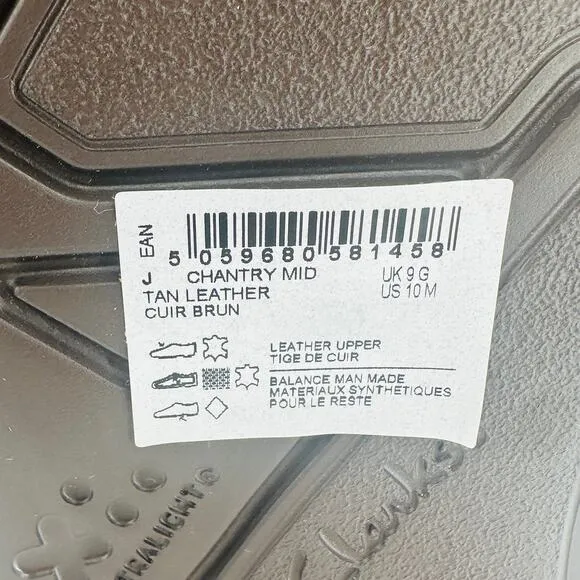 EAN
5 059680 581458
J CHANTRY MID UK 9 G
TAN LEATHER US 10 M
CUIR BRUN
LEATHER UPPER
TIGE DE CUIR
BALANCE MAN MADE
MATERIAUX SYNTHETIQUES
POUR LE RESTE
Clarks